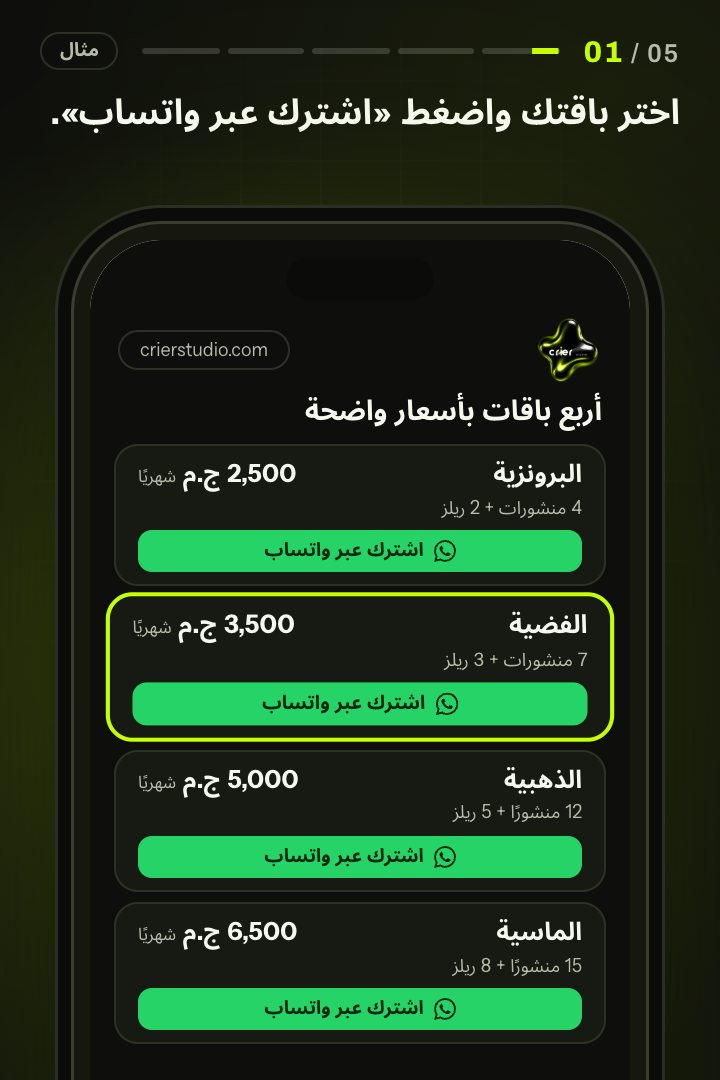 مثال
01 / 05
اختر باقتك واضغط «اشترك عبر واتساب».
crier
crierstudio.com
أربع باقات بأسعار واضحة
البرونزية
2,500 ج.م شهريًا
4 منشورات + 2 ريلز
اشترك عبر واتساب
الفضية
3,500 ج.م شهريًا
7 منشورات + 3 ريلز
اشترك عبر واتساب
الذهبية
5,000 ج.م شهريًا
12 منشورًا + 5 ريلز
اشترك عبر واتساب
الماسية
6,500 ج.م شهريًا
15 منشورًا + 8 ريلز
اشترك عبر واتساب